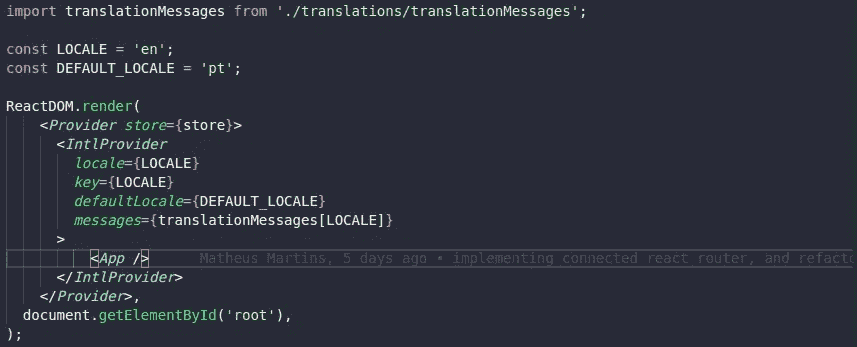 import translationMessages from './translations/translationMessages';
const LOCALE = 'en';
const DEFAULT_LOCALE = 'pt';
ReactDOM.render(
<Provider store={store}>
<IntlProvider
locale={LOCALE}
key={LOCALE}
defaultLocale={DEFAULT_LOCALE}
messages={translationMessages[LOCALE]}
>
<App /> Matheus Martins, 5 days ago • implementing connected react router, and refacto
</IntlProvider>
</Provider>,
document.getElementById('root'),
);